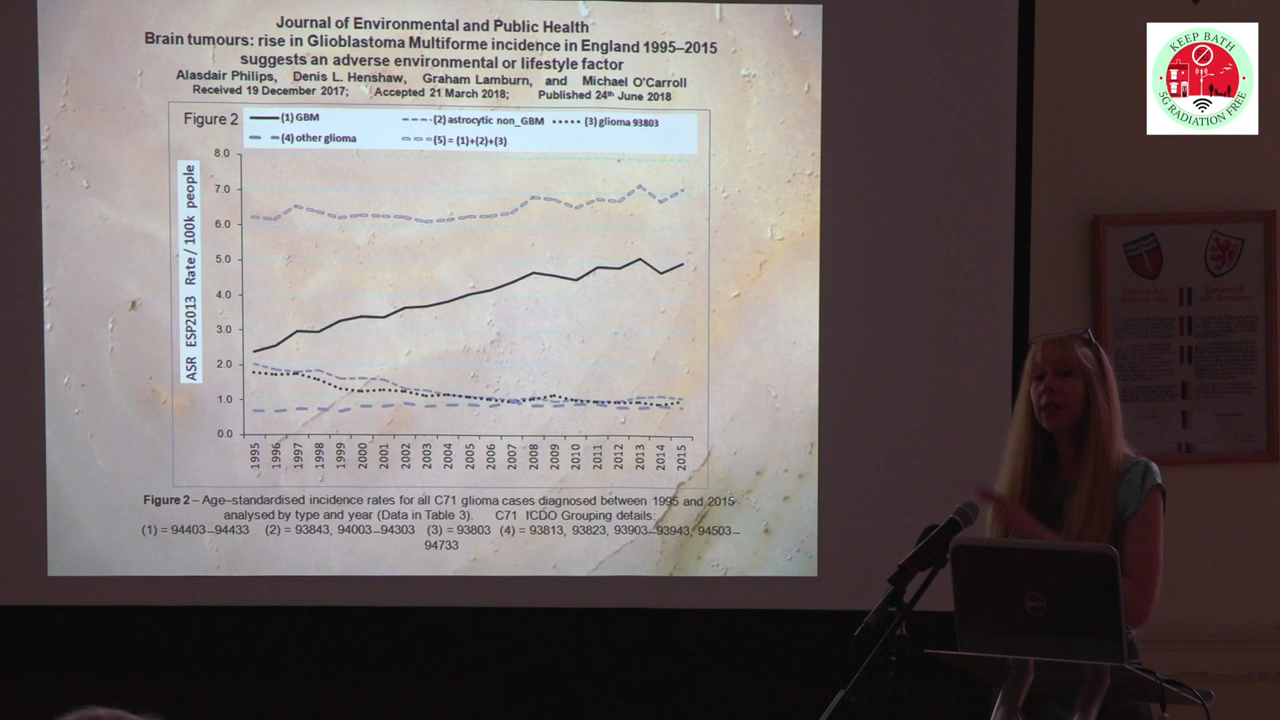 Journal of Environmental and Public Health
Brain tumours: rise in Glioblastoma Multiforme incidence in England 1995–2015
suggests an adverse environmental or lifestyle factor
Alasdair Philips, Denis L. Henshaw, Graham Lamburn, and Michael O'Carroll
Received 19 December 2017; Accepted 21 March 2018; Published 24th June 2018
Figure 2
(1) GBM
(2) astrocytic non_GBM
(3) glioma 93803
(4) other glioma
(5) = (1)+(2)+(3)
ASR ESP2013 Rate / 100k people
8.0
7.0
6.0
5.0
4.0
3.0
2.0
1.0
0.0
1995 1996 1997 1998 1999 2000 2001 2002 2003 2004 2005 2006 2007 2008 2009 2010 2011 2012 2013 2014 2015
Figure 2 – Age–standardised incidence rates for all C71 glioma cases diagnosed between 1995 and 2015
analysed by type and year (Data in Table 3). C71 ICDO Grouping details:
(1) = 94403–94433 (2) = 93843, 94003–94303 (3) = 93803 (4) = 93813, 93823, 93903–93943, 94503–
94733
KEEP BATH
5G RADIATION FREE
DELL